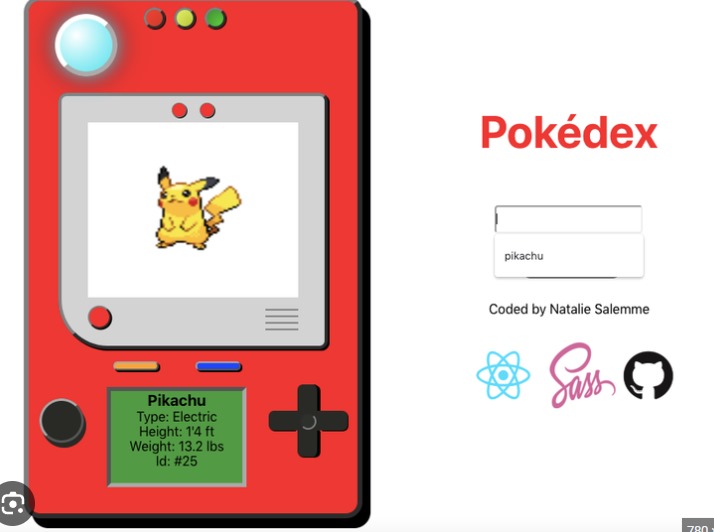 Pokédex
pikachu
Coded by Natalie Salemme
Sass
Pikachu
Type: Electric
Height: 1'4 ft
Weight: 13.2 lbs
Id: #25
780